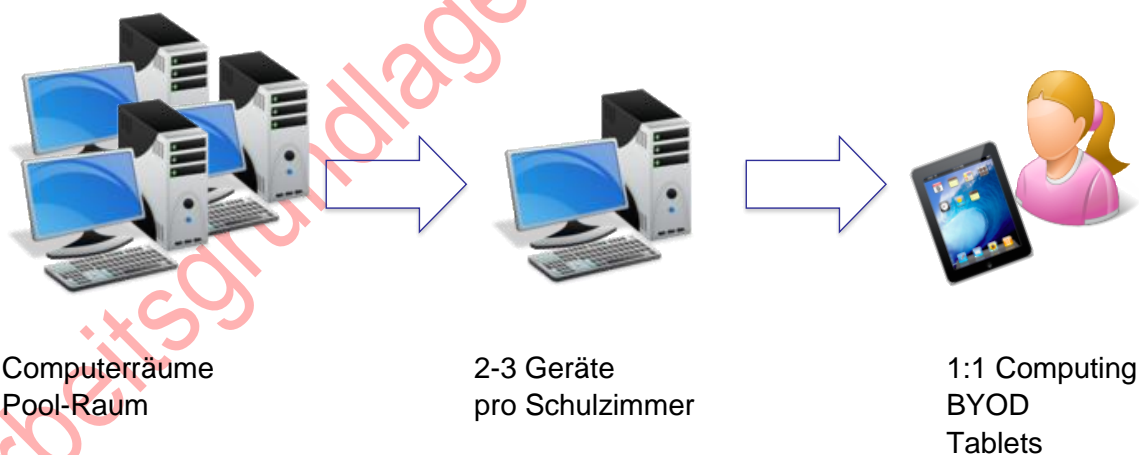 Computerräume
Pool-Raum
2-3 Geräte
pro Schulzimmer
1:1 Computing
BYOD
Tablets